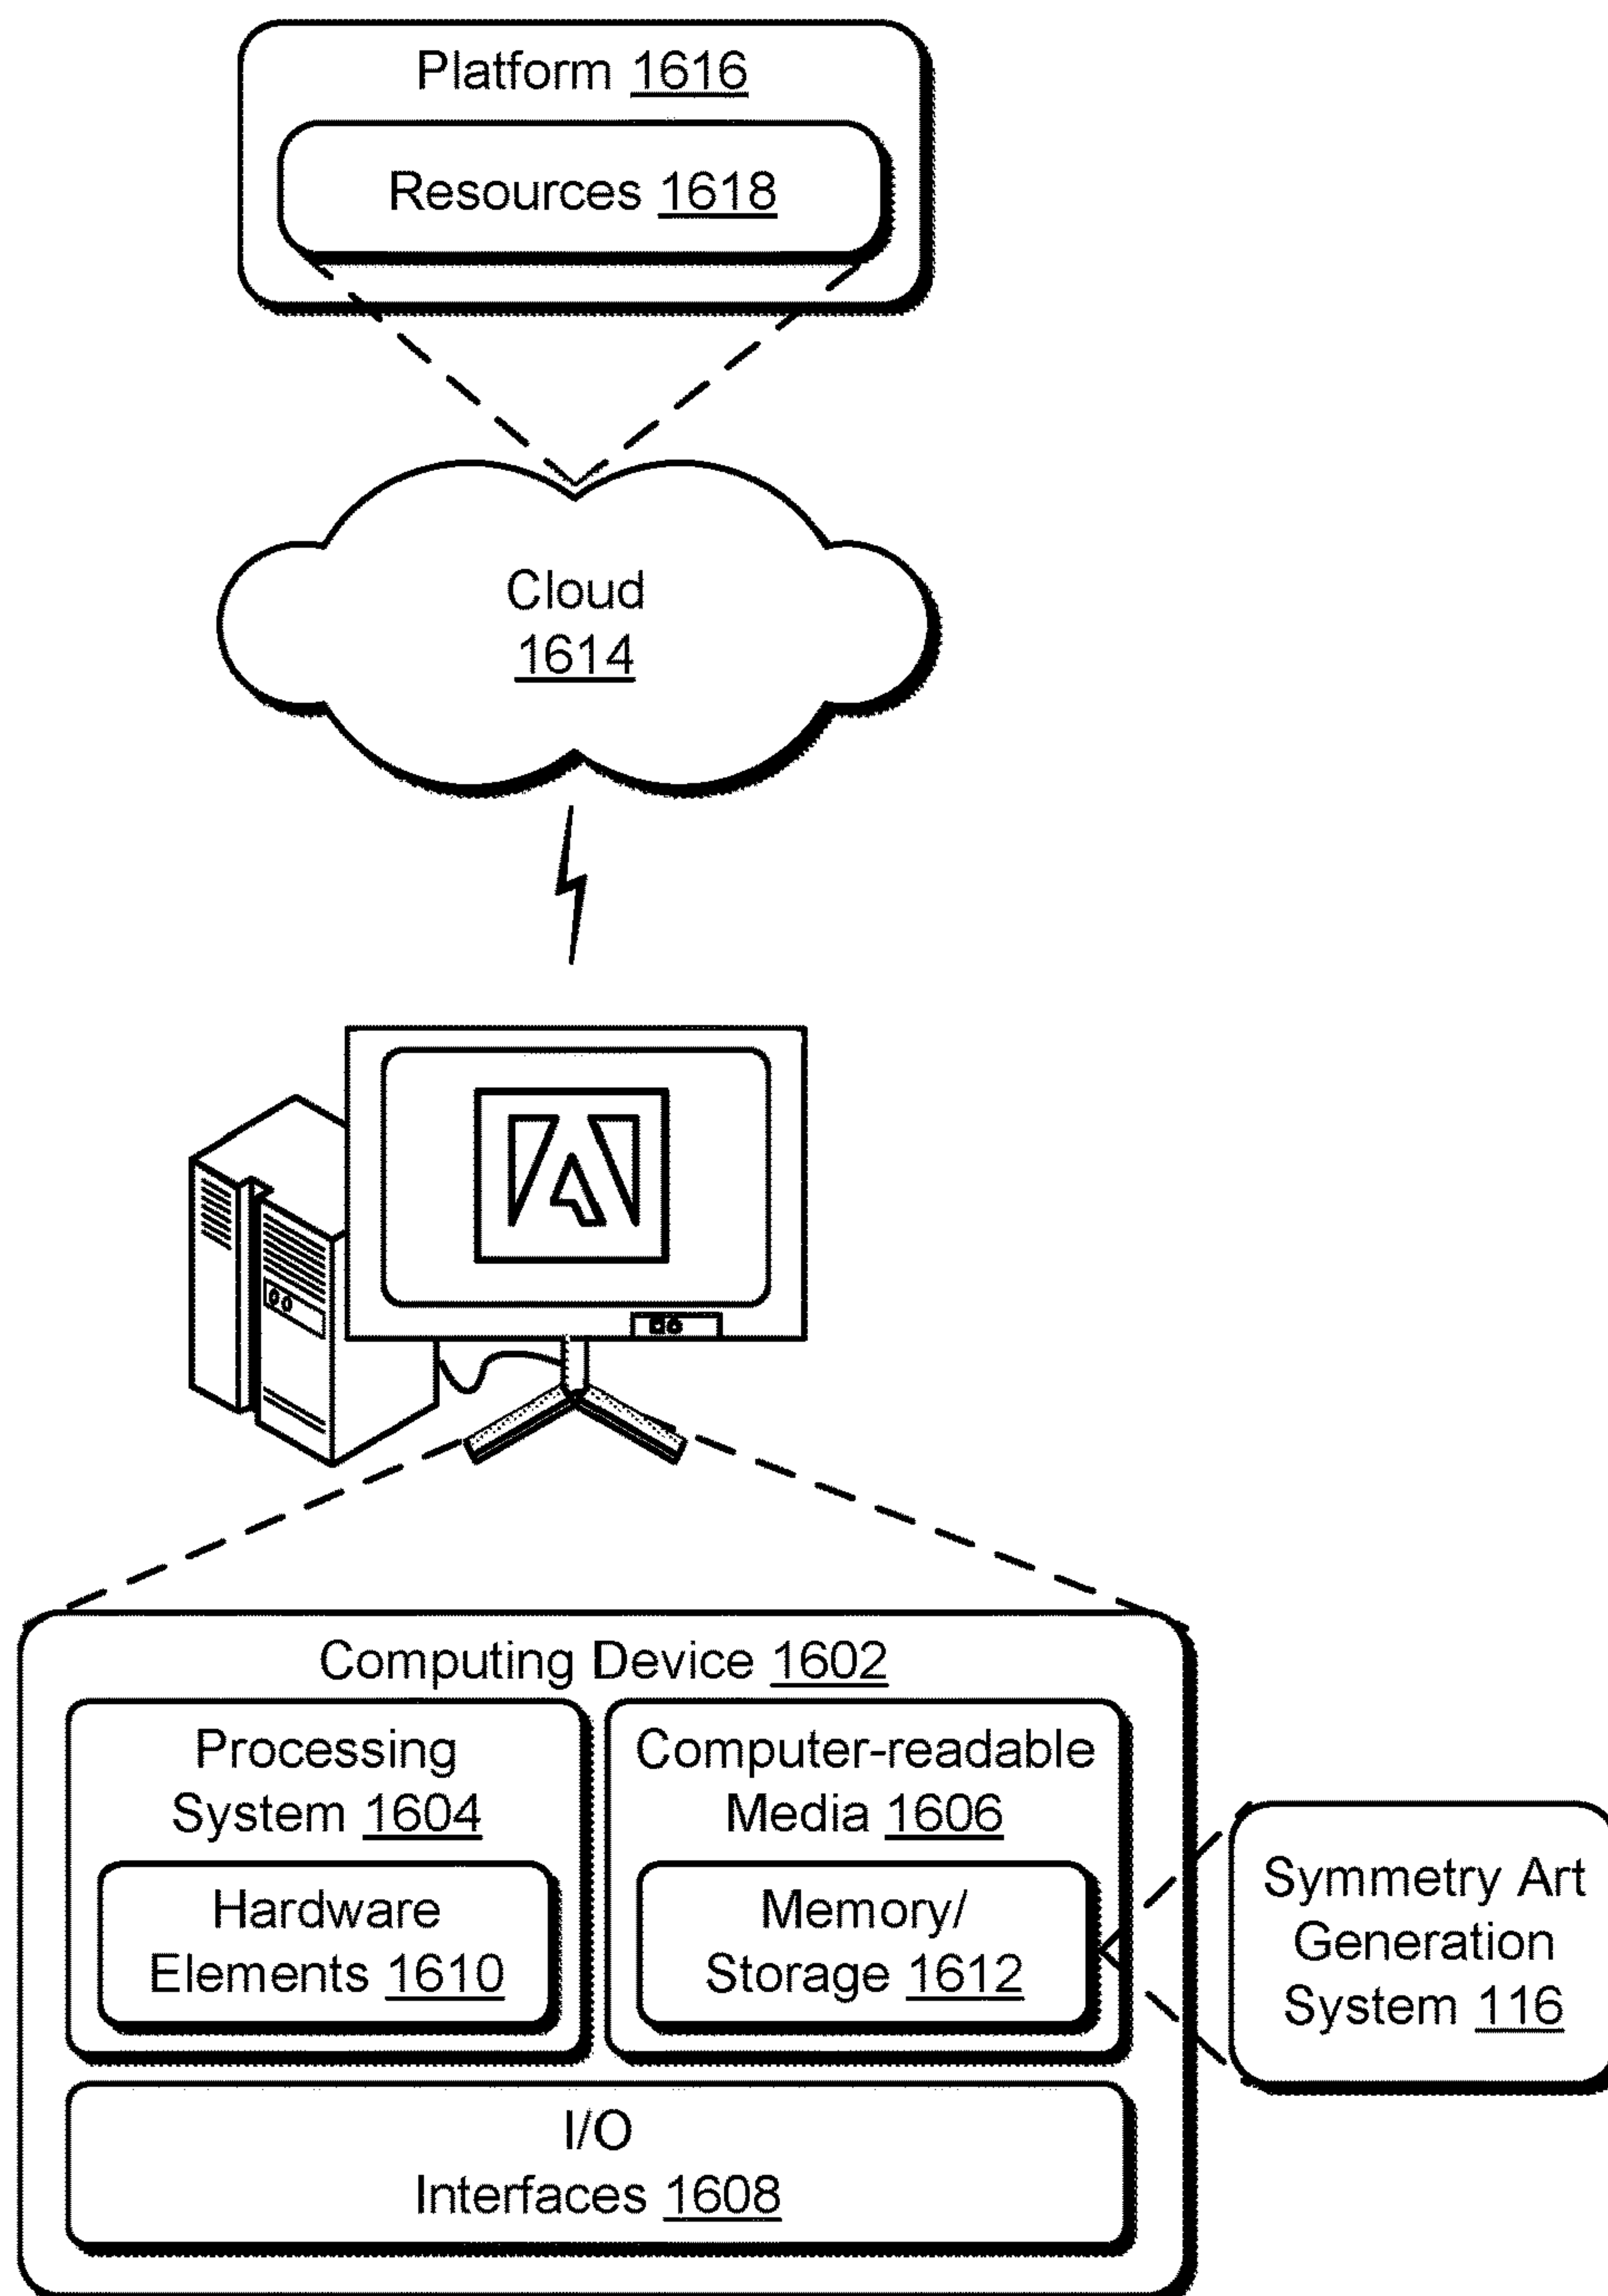 Platform 1616
Resources 1618
Cloud
1614
Computing Device 1602
Processing
System 1604
Hardware
Elements 1610
Computer-readable
Media 1606
Memory/
Storage 1612
I/O
Interfaces 1608
Symmetry Art
Generation
System 116